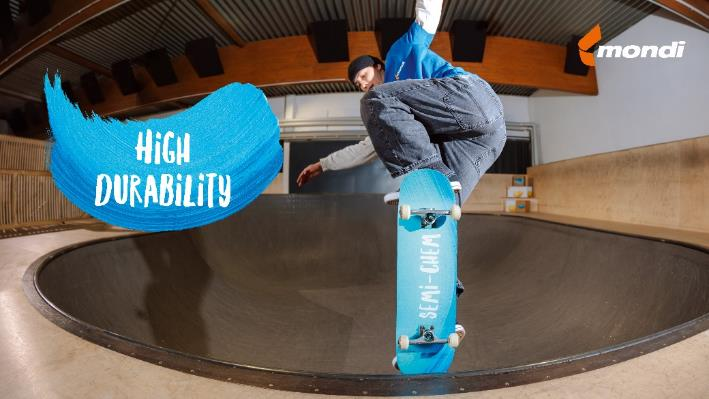 mondi
HiGH
DURABiLiTY
SEMi-CHEM